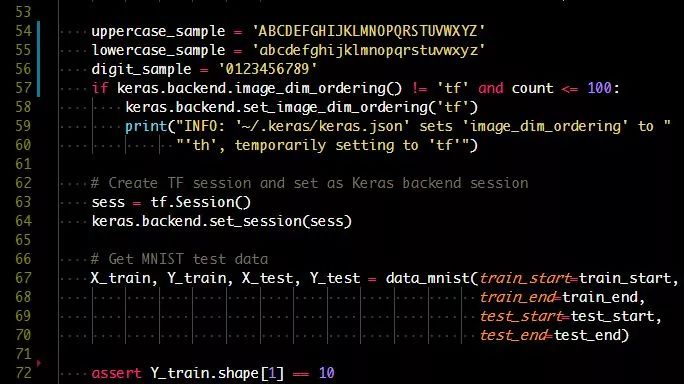 53
54 uppercase_sample = 'ABCDEFGHIJKLMNOPQRSTUVWXYZ'
55 lowercase_sample = 'abcdefghijklmnopqrstuvwxyz'
56 digit_sample = '0123456789'
57 if keras.backend.image_dim_ordering() != 'tf' and count <= 100:
58 keras.backend.set_image_dim_ordering('tf')
59 print("INFO: '~/.keras/keras.json' sets 'image_dim_ordering' to "
60 "'th', temporarily setting to 'tf'")
61
62 # Create TF session and set as Keras backend session
63 sess = tf.Session()
64 keras.backend.set_session(sess)
65
66 # Get MNIST test data
67 X_train, Y_train, X_test, Y_test = data_mnist(train_start=train_start,
68 train_end=train_end,
69 test_start=test_start,
70 test_end=test_end)
71
72 assert Y_train.shape[1] == 10